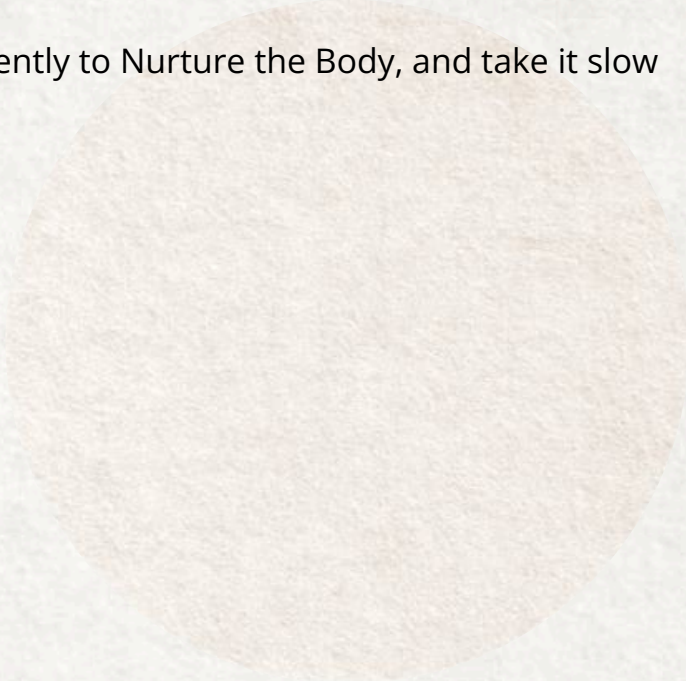 ently to Nurture the Body, and take it slow